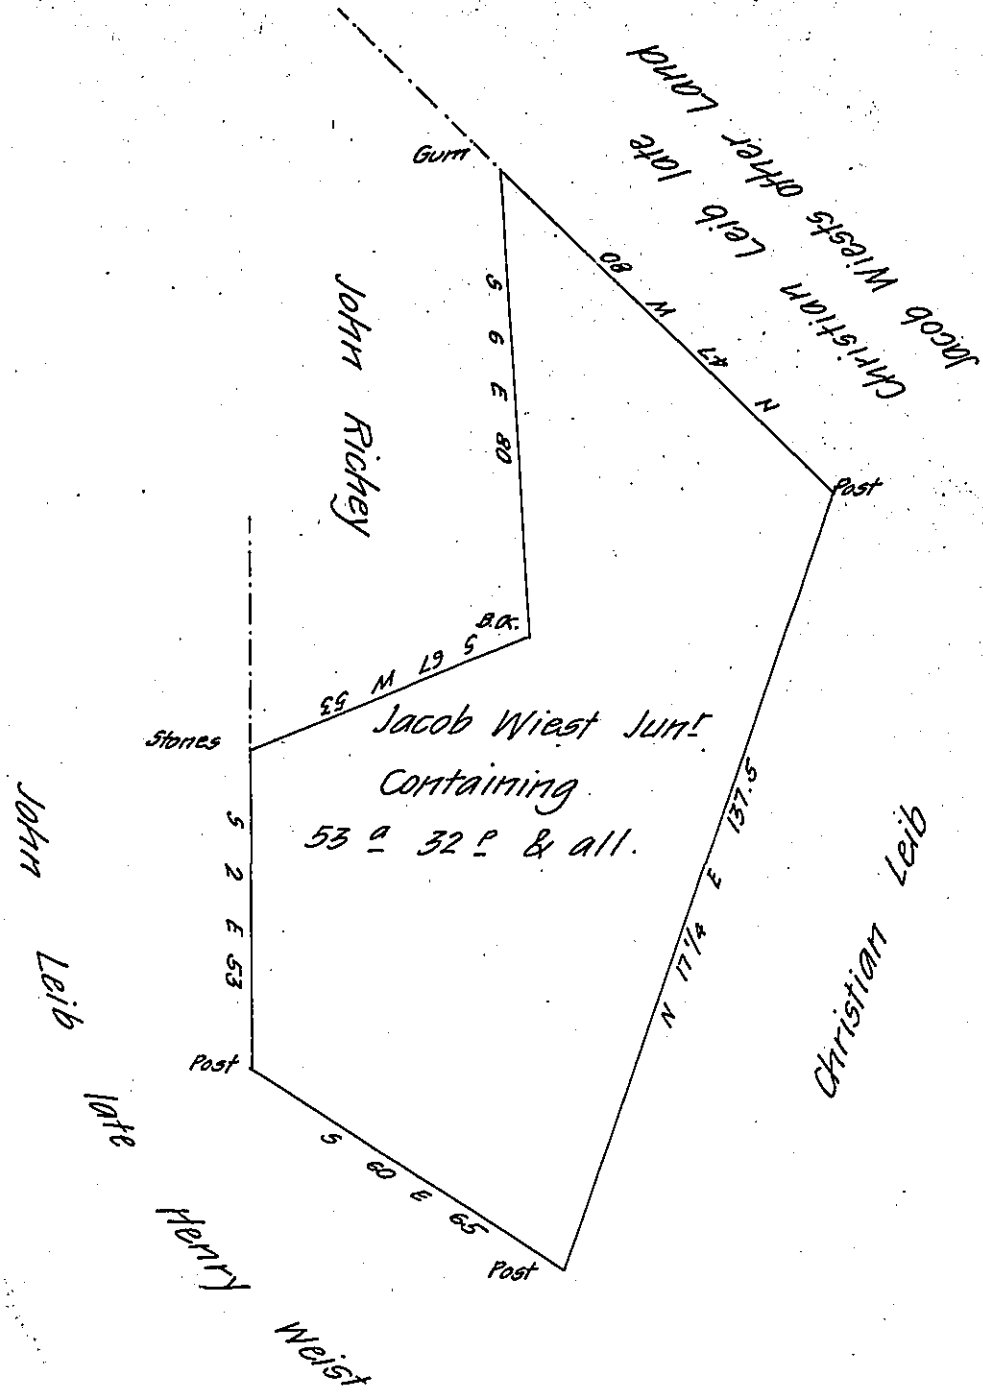 Jacob Wiests other Land
Christian Leib late
Gum
N 47 W 80
S 6 E 80
John Richey
Post
B.O.
S 67 W 53
Stones
Jacob Wiest Junr
Containing
53 a 32 p & all.
N 17 1/4 E 137.5
Christian Leib
S 2 E 53
Post
S 60 E 65
Post
John Leib late Henry Weist